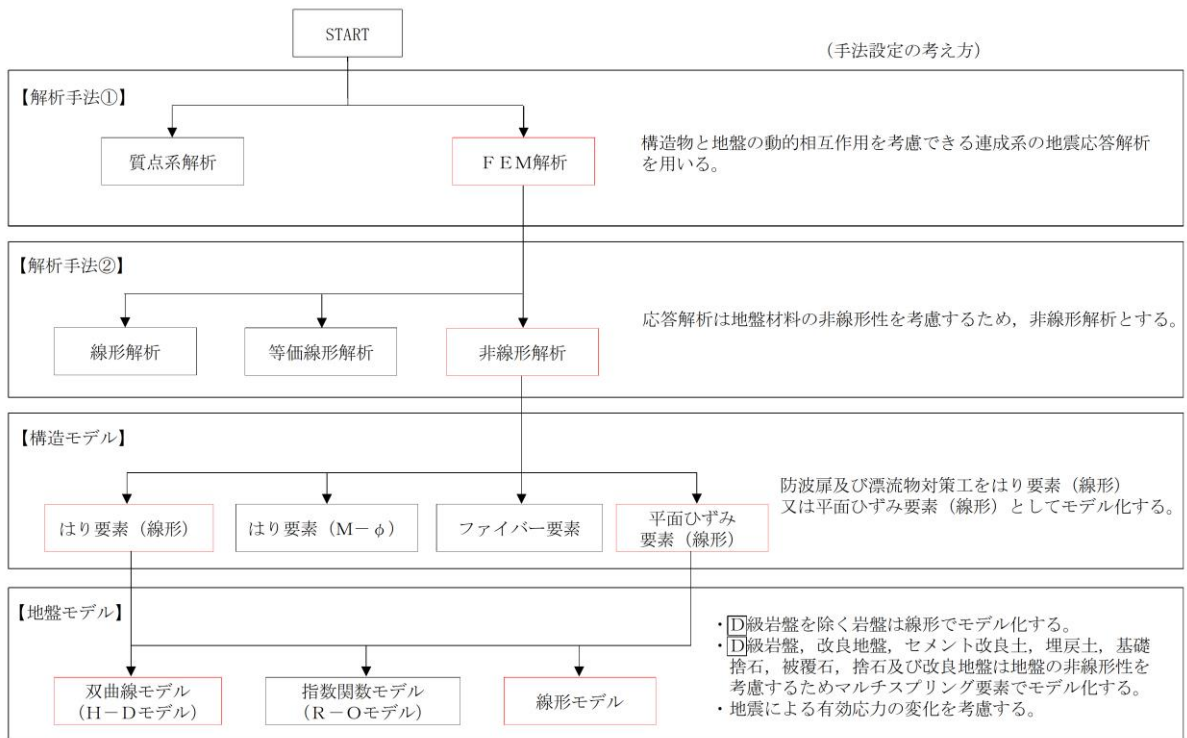 START
(手法設定の考え方)
【解析手法①】
質点系解析
ＦＥＭ解析
構造物と地盤の動的相互作用を考慮できる連成系の地震応答解析
を用いる。
【解析手法②】
線形解析
等価線形解析
非線形解析
応答解析は地盤材料の非線形性を考慮するため，非線形解析とする。
【構造モデル】
はり要素（線形）
はり要素（Ｍ－φ）
ファイバー要素
平面ひずみ
要素（線形）
防波扉及び漂流物対策工をはり要素（線形）
又は平面ひずみ要素（線形）としてモデル化する。
【地盤モデル】
双曲線モデル
（Ｈ－Ｄモデル）
指数関数モデル
（Ｒ－Ｏモデル）
線形モデル
・Ｄ級岩盤を除く岩盤は線形でモデル化する。
・Ｄ級岩盤，改良地盤，セメント改良土，埋戻土，基礎
捨石，被覆石，捨石及び改良地盤は地盤の非線形性を
考慮するためマルチスプリング要素でモデル化する。
・地震による有効応力の変化を考慮する。